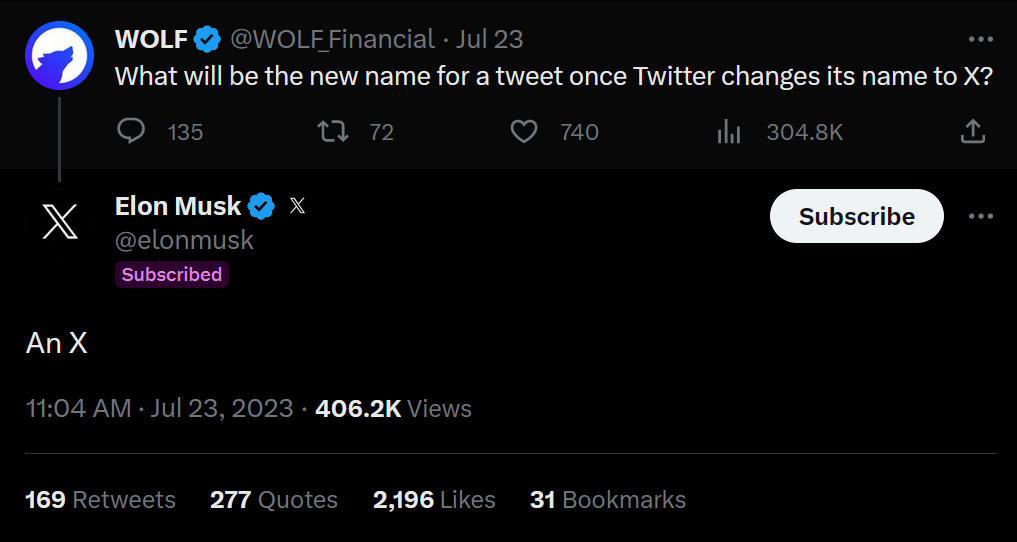 WOLF @WOLF_Financial · Jul 23
What will be the new name for a tweet once Twitter changes its name to X?
135 72 740 304.8K
Elon Musk X
@elonmusk
Subscribed
Subscribe
An X
11:04 AM · Jul 23, 2023 · 406.2K Views
169 Retweets 277 Quotes 2,196 Likes 31 Bookmarks